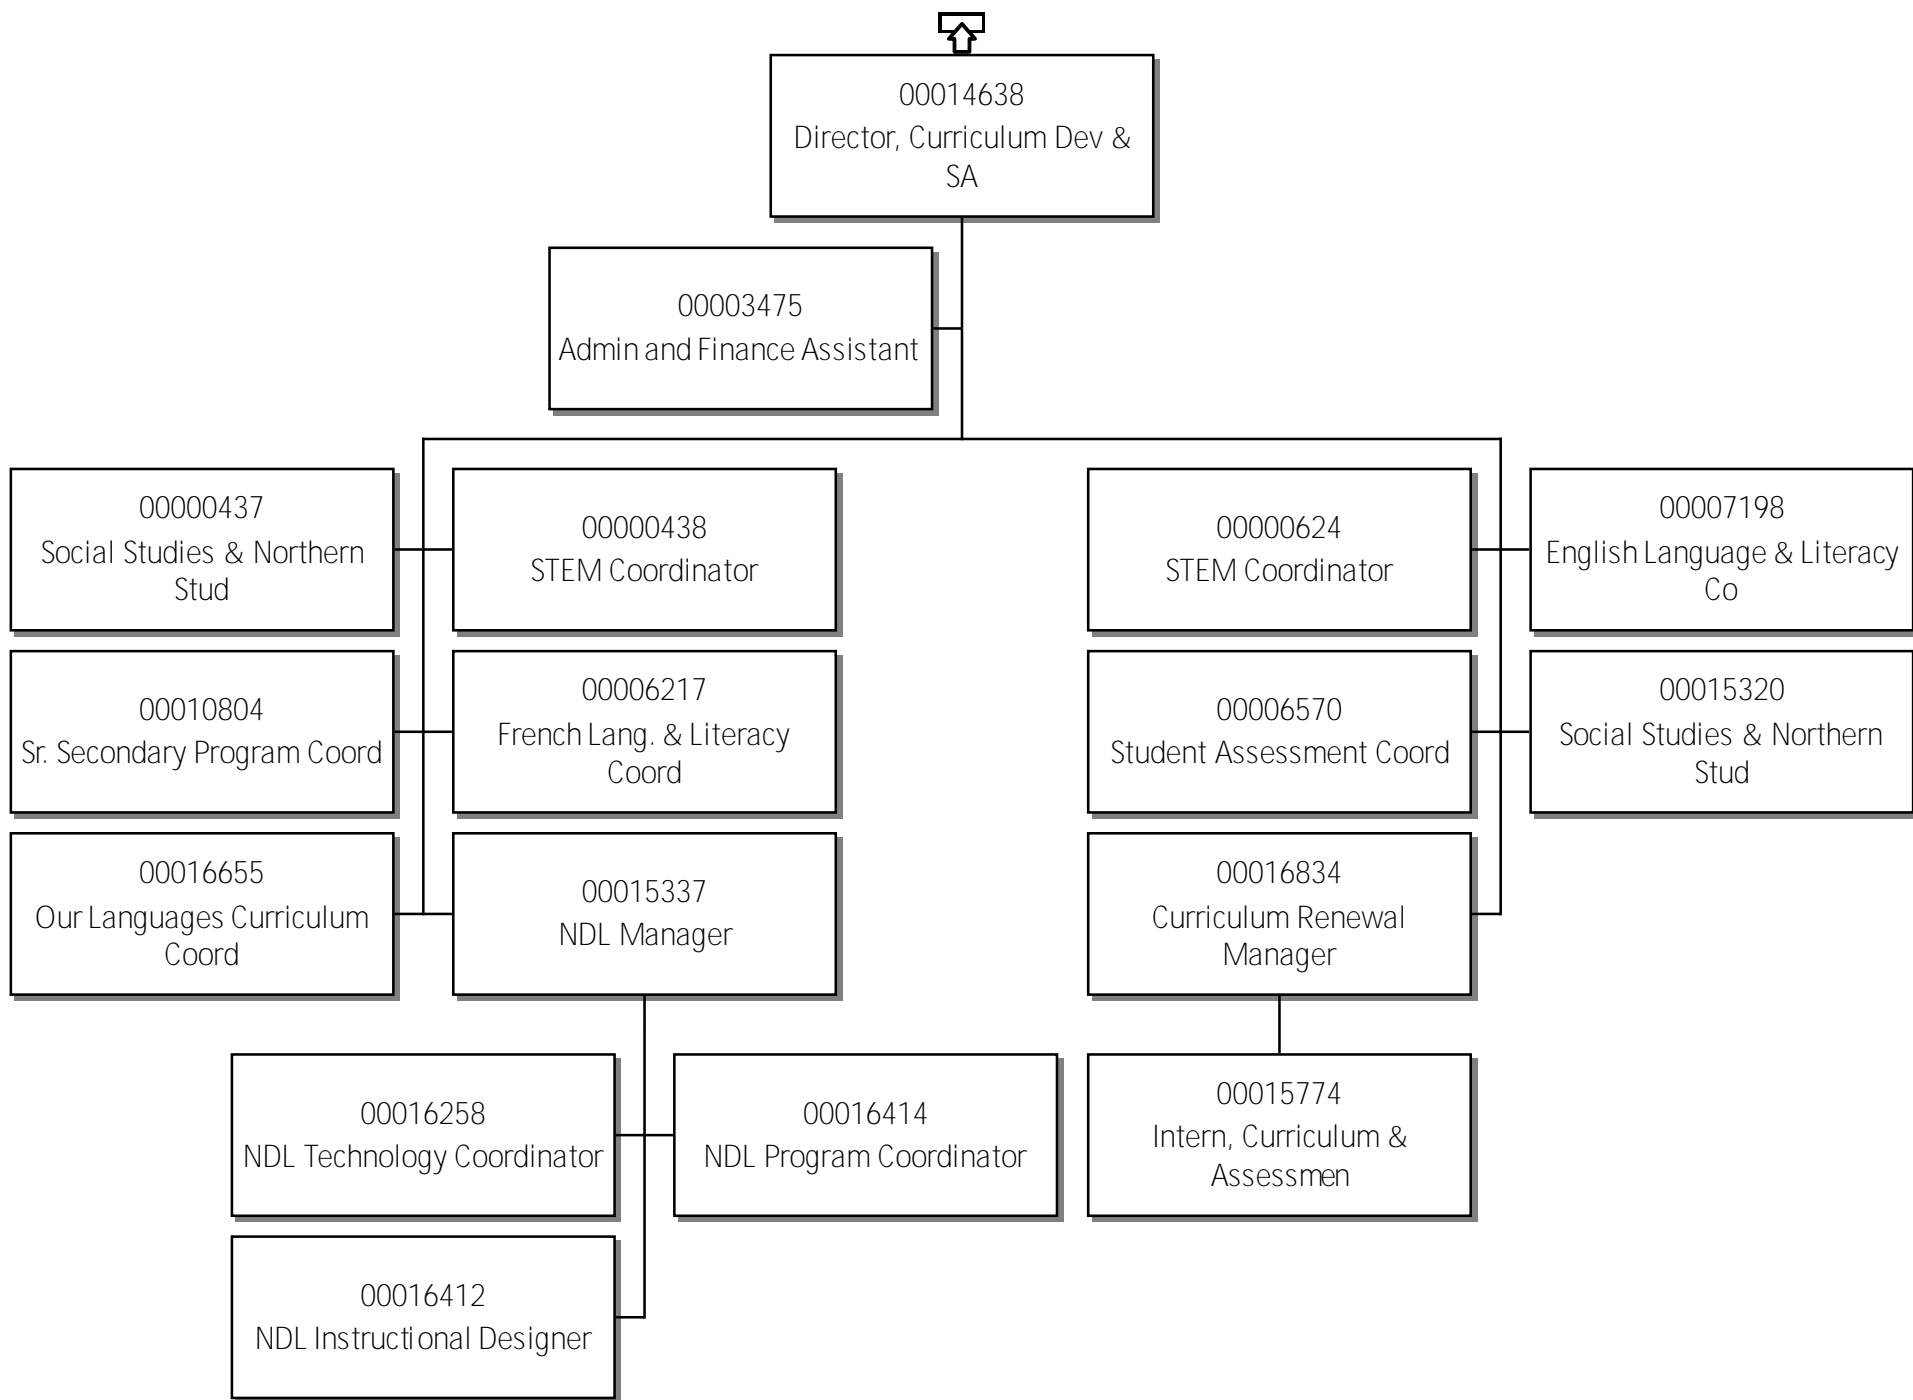 00014638
Director, Curriculum Dev &
SA
00003475
Admin and Finance Assistant
00000437
Social Studies & Northern
Stud
00000438
STEM Coordinator
00000624
STEM Coordinator
00007198
English Language & Literacy
Co
00010804
Sr. Secondary Program Coord
00006217
French Lang. & Literacy
Coord
00006570
Student Assessment Coord
00015320
Social Studies & Northern
Stud
00016655
Our Languages Curriculum
Coord
00015337
NDL Manager
00016834
Curriculum Renewal
Manager
00016258
NDL Technology Coordinator
00016414
NDL Program Coordinator
00015774
Intern, Curriculum &
Assessmen
00016412
NDL Instructional Designer